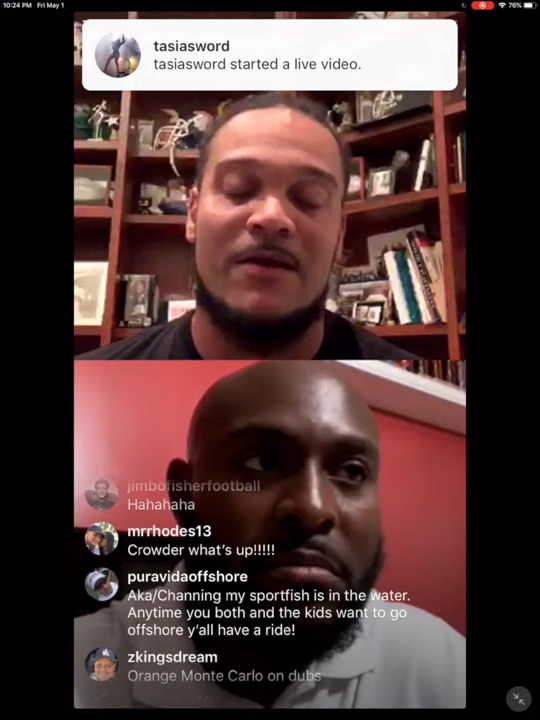 10:24 PM Fri May 1
76%
tasiasword
tasiasword started a live video.
jimbofisherfootball
Hahahaha
mrrhodes13
Crowder what's up!!!!!
puravidaoffshore
Aka/Channing my sportfish is in the water.
Anytime you both and the kids want to go
offshore y'all have a ride!
zkingsdream
Orange Monte Carlo on dubs